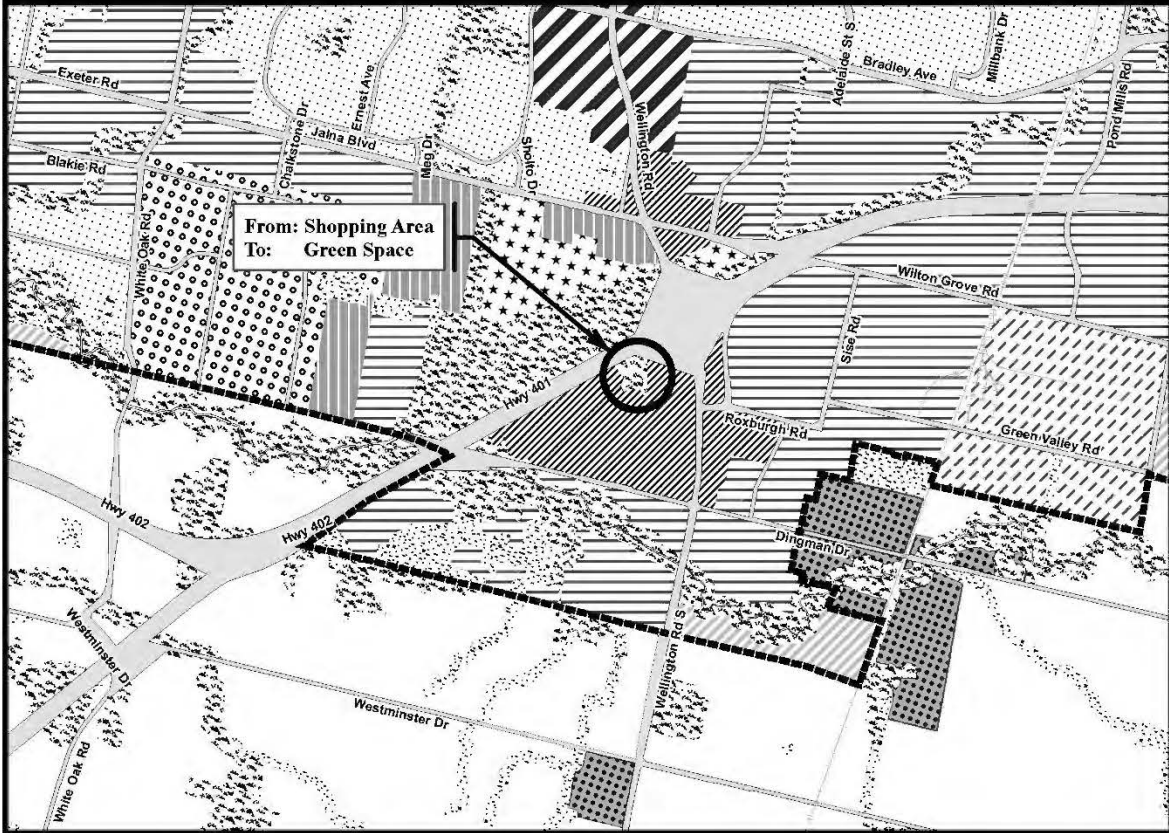 Exeter Rd
Ernest Ave
Chalkstone Dr
Jalna Blvd
Meg Dr
Sholto Dr
Wellington Rd
Adelaide St S
Millbank Dr
Bradley Ave
Pond Mills Rd
Blakie Rd
White Oak Rd
From: Shopping Area
To: Green Space
Wilton Grove Rd
Sise Rd
Hwy 401
Roxburgh Rd
Green Valley Rd
Hwy 402
Hwy 402
Dingman Dr
Westminster Dr
Wellington Rd S
Westminster Dr
White Oak Rd